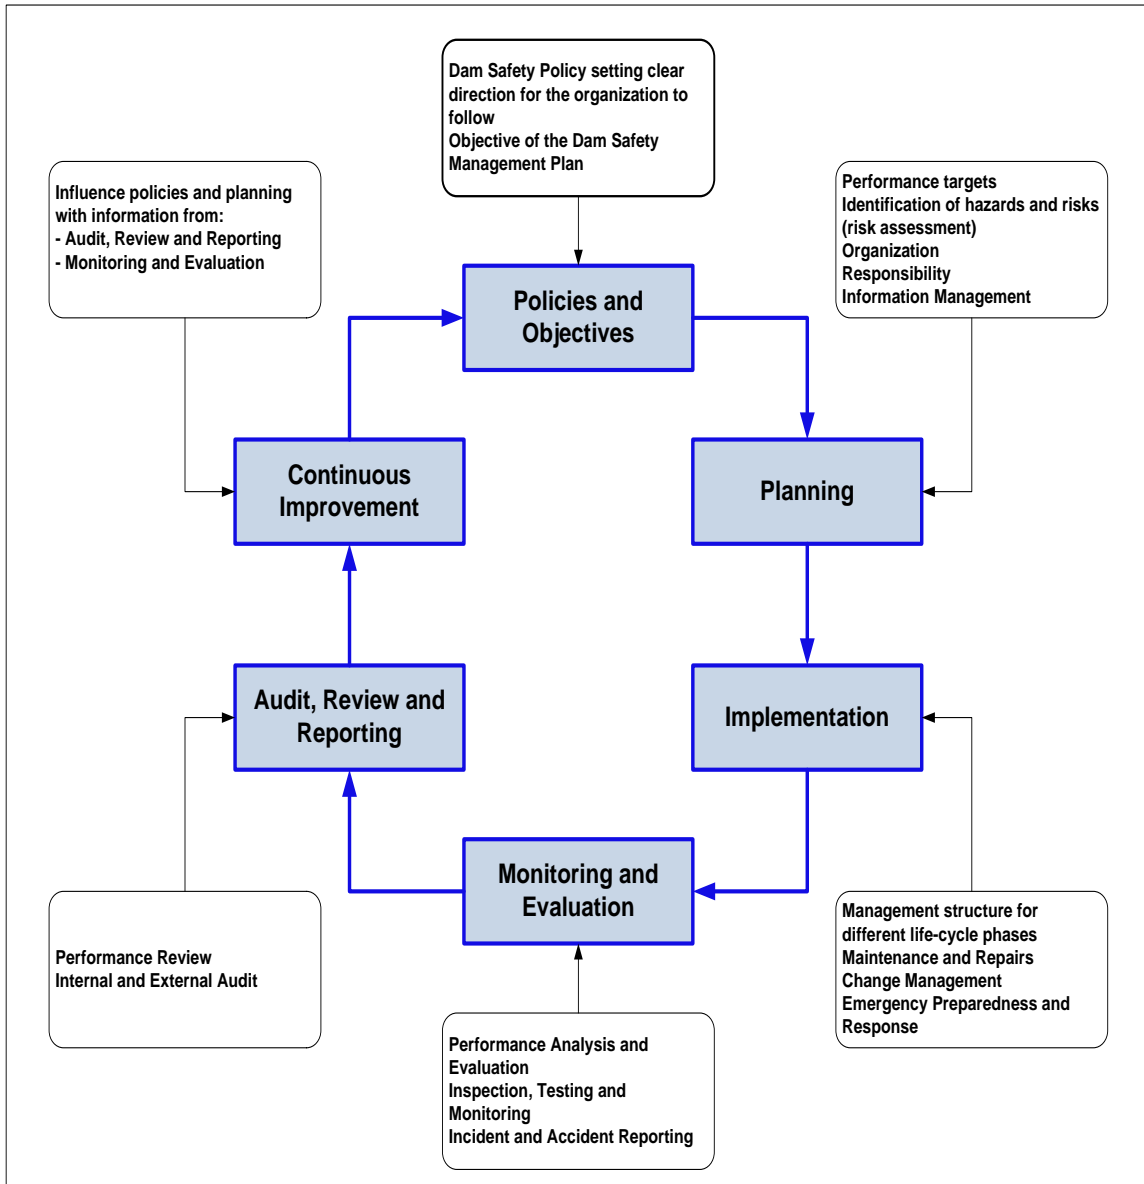 Dam Safety Policy setting clear
direction for the organization to
follow
Objective of the Dam Safety
Management Plan
Influence policies and planning
with information from:
- Audit, Review and Reporting
- Monitoring and Evaluation
Performance targets
Identification of hazards and risks
(risk assessment)
Organization
Responsibility
Information Management
Policies and
Objectives
Continuous
Improvement
Planning
Audit, Review and
Reporting
Implementation
Monitoring and
Evaluation
Performance Review
Internal and External Audit
Management structure for
different life-cycle phases
Maintenance and Repairs
Change Management
Emergency Preparedness and
Response
Performance Analysis and
Evaluation
Inspection, Testing and
Monitoring
Incident and Accident Reporting